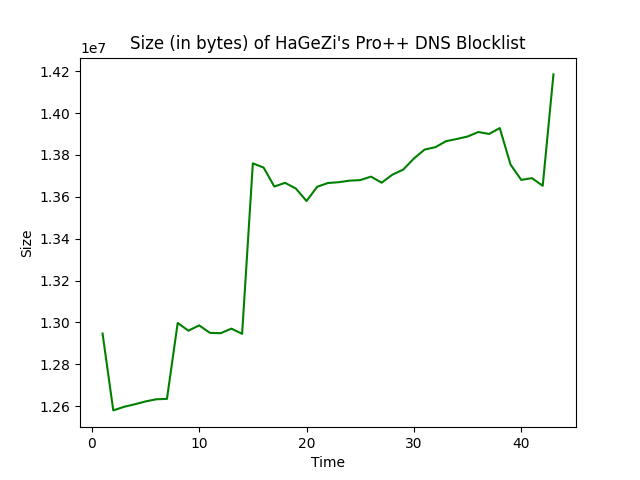 Size (in bytes) of HaGeZi's Pro++ DNS Blocklist
1e7
1.42
1.40
1.38
1.36
1.34
1.32
1.30
1.28
1.26
Size
0 10 20 30 40
Time